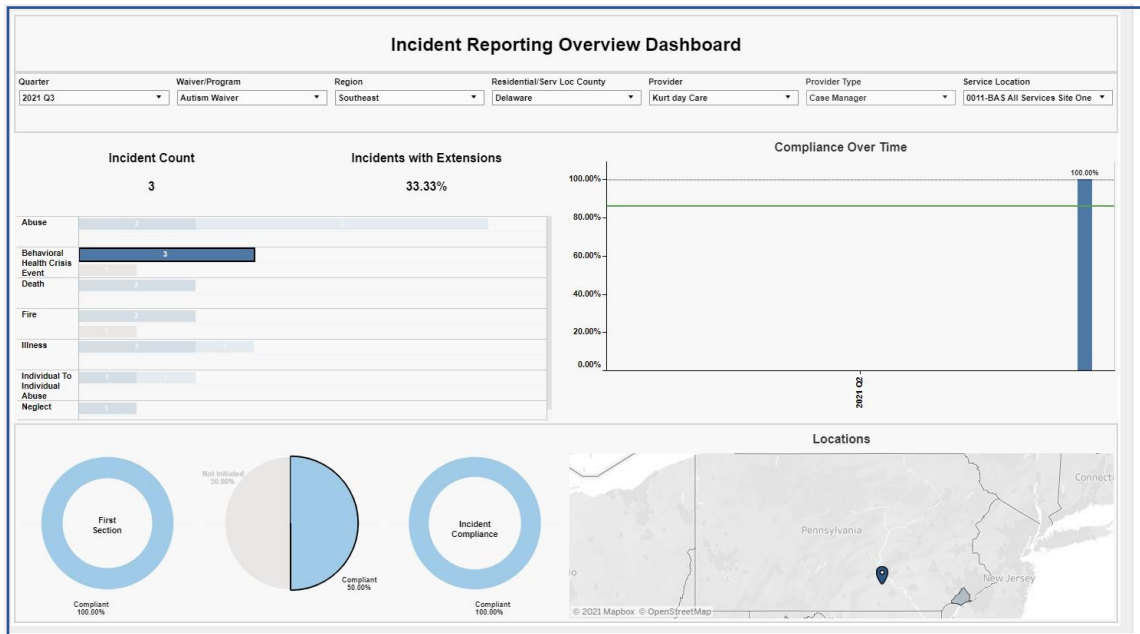 Incident Reporting Overview Dashboard
Quarter
Waiver/Program
Region
Residential/Serv Loc County
Provider
Provider Type
Service Location
2021 Q3
Autism Waiver
Southeast
Delaware
Kurt day Care
Case Manager
0011-BAS All Services Site One
Incident Count
Incidents with Extensions
3
33.33%
Abuse
2
Behavioral
Health Crisis
Event
3
1
Death
2
Fire
2
1
Illness
2
Individual To
Individual
Abuse
Neglect
1
Compliance Over Time
100.00%
100.00%
80.00%
60.00%
40.00%
20.00%
0.00%
2021 Q2
First
Section
Compliant
100.00%
Not Initiated
50.00%
Compliant
50.00%
Incident
Compliance
Compliant
100.00%
Locations
Connecti
Pennsylvania
New Jersey
io
© 2021 Mapbox © OpenStreetMap